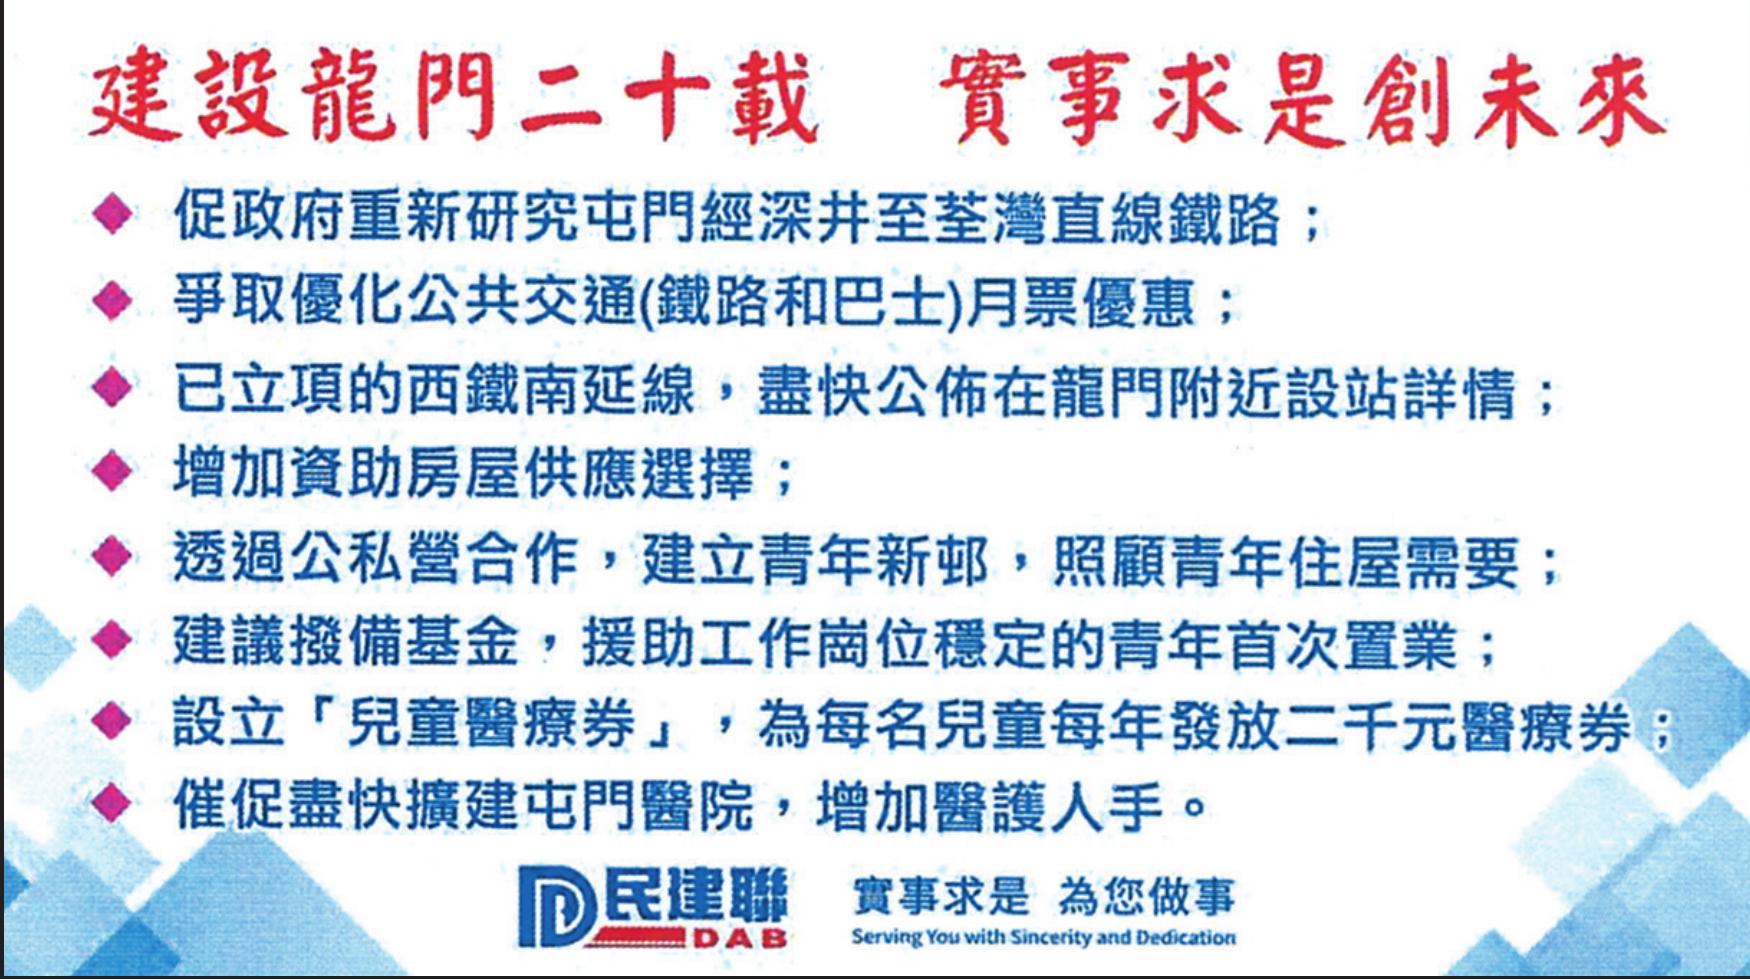 建設龍門二十載　實事求是創未來
促政府重新研究屯門經深井至荃灣直線鐵路；
爭取優化公共交通(鐵路和巴士)月票優惠；
已立項的西鐵南延線，盡快公佈在龍門附近設站詳情；
增加資助房屋供應選擇；
透過公私營合作，建立青年新邨，照顧青年住屋需要；
建議撥備基金，援助工作崗位穩定的青年首次置業；
設立「兒童醫療券」，為每名兒童每年發放二千元醫療券；
催促盡快擴建屯門醫院，增加醫護人手。
民建聯
DAB
實事求是 為您做事
Serving You with Sincerity and Dedication